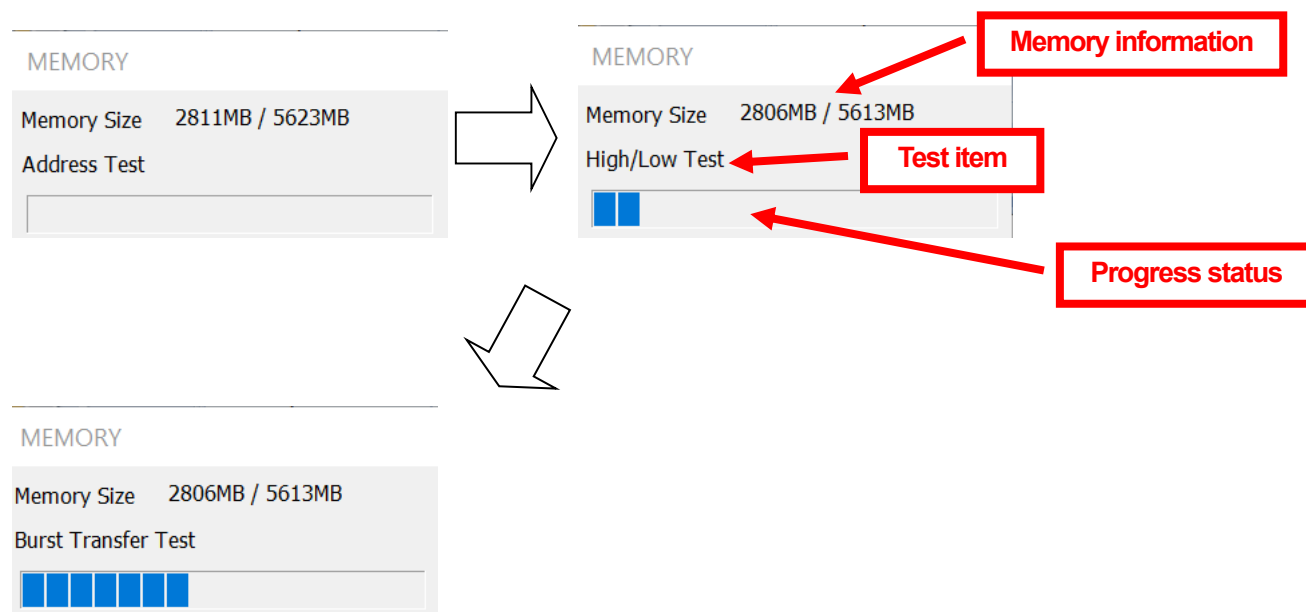 MEMORY
Memory Size 2811MB / 5623MB
Address Test
MEMORY
Memory Size 2806MB / 5613MB
High/Low Test
Memory information
Test item
Progress status
MEMORY
Memory Size 2806MB / 5613MB
Burst Transfer Test